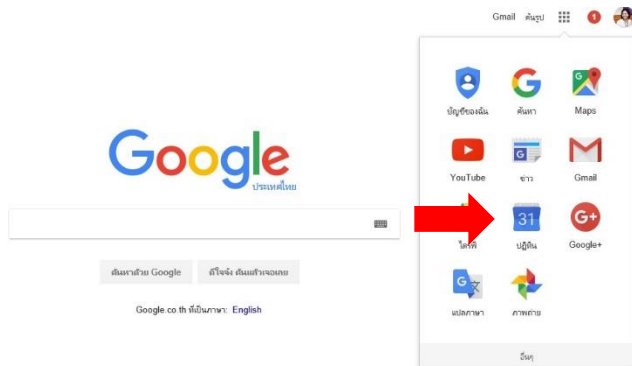 Gmail ค้นรูป 1
บัญชีของฉัน ค้นหา Maps
Google
ประเทศไทย
YouTube ข่าว Gmail
31 G+
ไดรฟ์ ปฏิทิน Google+
ค้นหาด้วย Google ดีใจจัง ค้นแล้วเจอเลย
แปลภาษา ภาพถ่าย
Google.co.th ที่เป็นภาษา: English
อื่นๆ